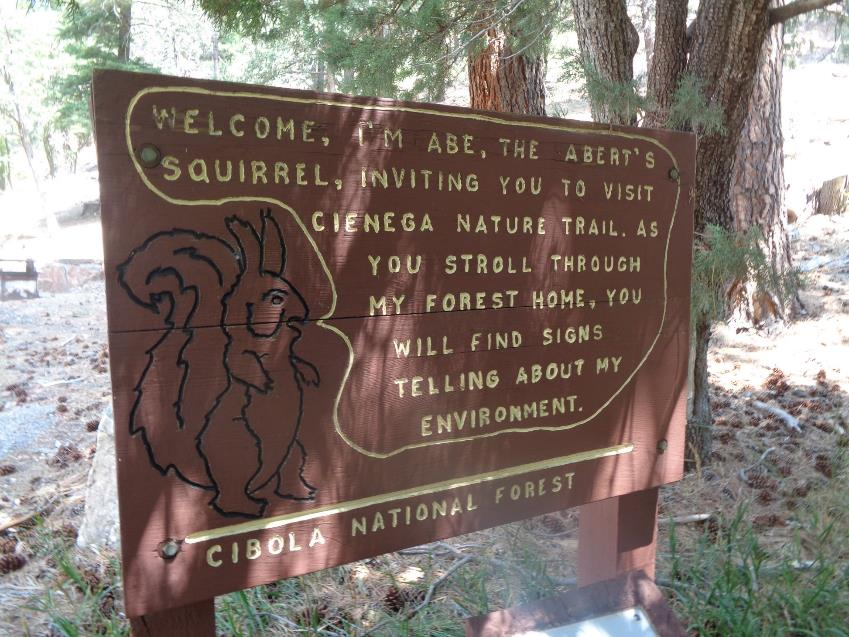 WELCOME, I'M ABE, THE ABERT'S
SQUIRREL, INVITING YOU TO VISIT
CIENEGA NATURE TRAIL. AS
YOU STROLL THROUGH
MY FOREST HOME, YOU
WILL FIND SIGNS
TELLING ABOUT MY
ENVIRONMENT.
CIBOLA NATIONAL FOREST